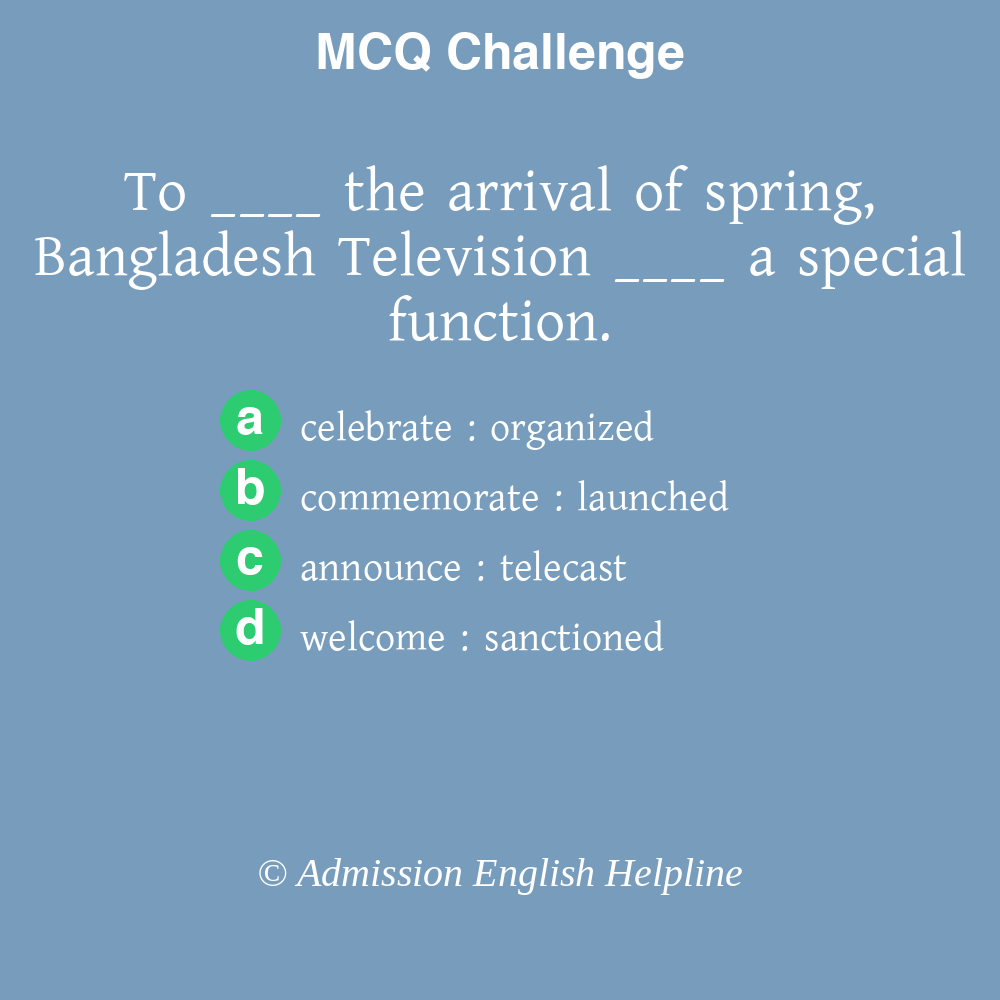 MCQ Challenge
To ____ the arrival of spring,
Bangladesh Television ____ a special
function.
a celebrate : organized
b commemorate : launched
c announce : telecast
d welcome : sanctioned
© Admission English Helpline